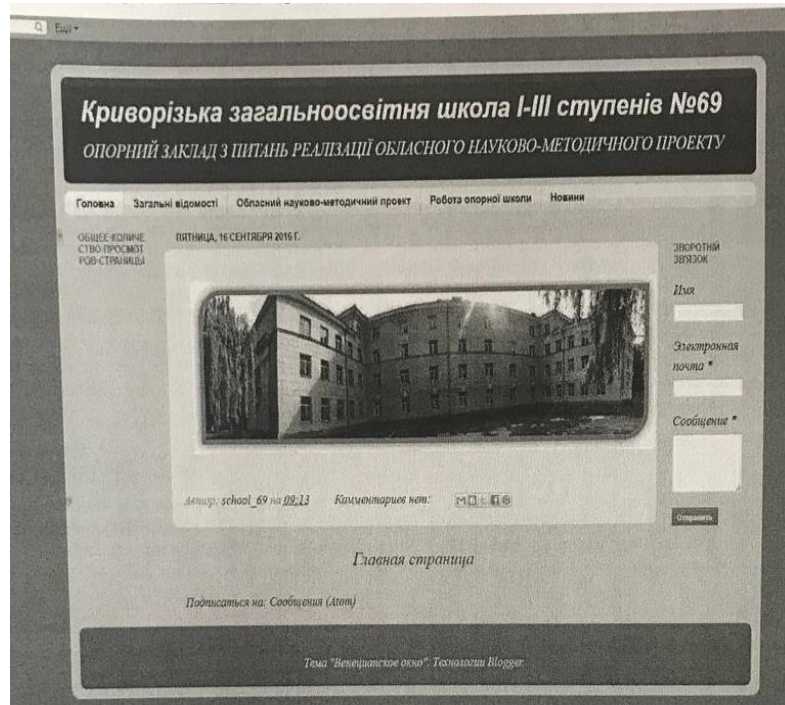 Ещё
Криворізька загальноосвітня школа І-ІІІ ступенів №69
ОПОРНИЙ ЗАКЛАД З ПИТАНЬ РЕАЛІЗАЦІЇ ОБЛАСНОГО НАУКОВО-МЕТОДИЧНОГО ПРОЕКТУ
Головна Загальні відомості Обласний науково-методичний проект Робота опорної школи Новини
ОБЩЕЕ КОЛИЧЕ
СТВО ПРОСМОТ
РОВ СТРАНИЦЫ
ПЯТНИЦА, 16 СЕНТЯБРЯ 2016 Г.
Автор: school_69 на 09:13 Комментариев нет:
ЗВОРОТНІЙ
ЗВ'ЯЗОК
Имя
Электронная
почта *
Сообщение *
Отправить
Главная страница
Подписаться на: Сообщения (Atom)
Тема "Венецианское окно". Технологии Blogger.